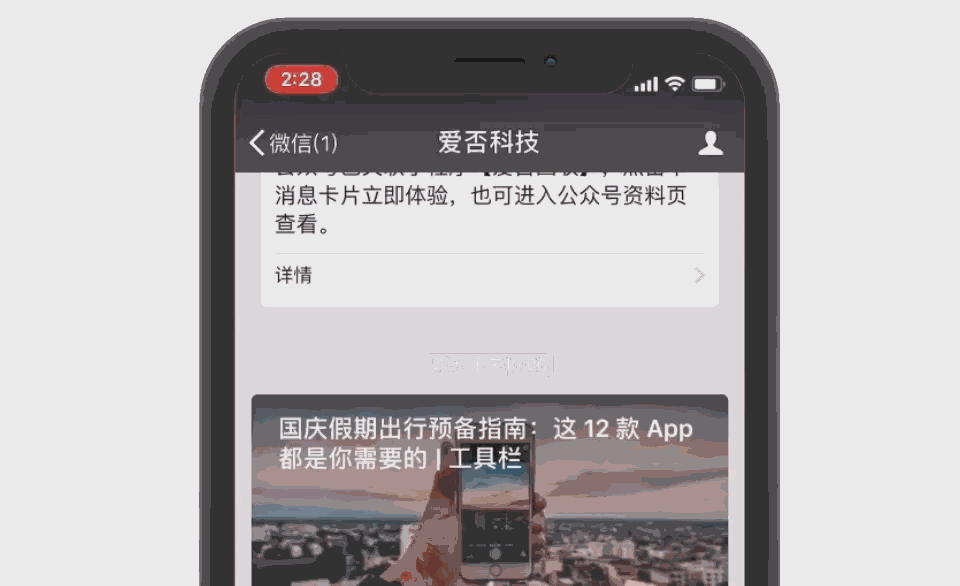 2:28
微信(1)
爱否科技
消息卡片立即体验，也可进入公众号资料页
查看。
详情
国庆假期出行预备指南：这 12 款 App
都是你需要的 | 工具栏